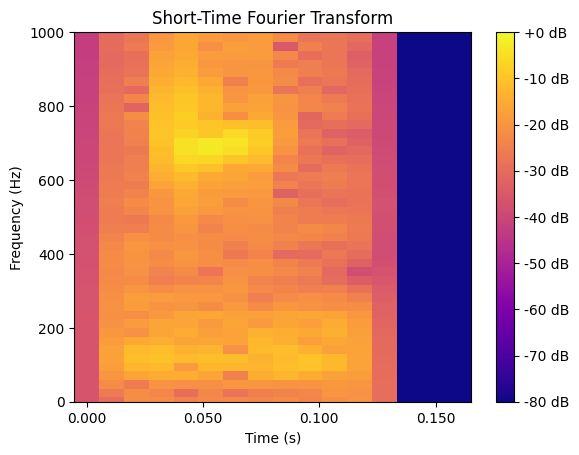 Short-Time Fourier Transform
1000
800
600
400
200
0
Frequency (Hz)
0.000
0.050
0.100
0.150
Time (s)
+0 dB
-10 dB
-20 dB
-30 dB
-40 dB
-50 dB
-60 dB
-70 dB
-80 dB